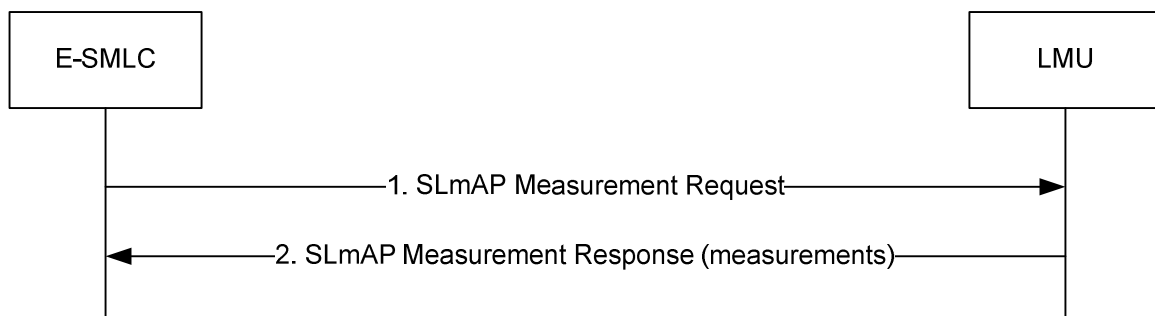 E-SMLC
LMU
1. SLmAP Measurement Request
2. SLmAP Measurement Response (measurements)